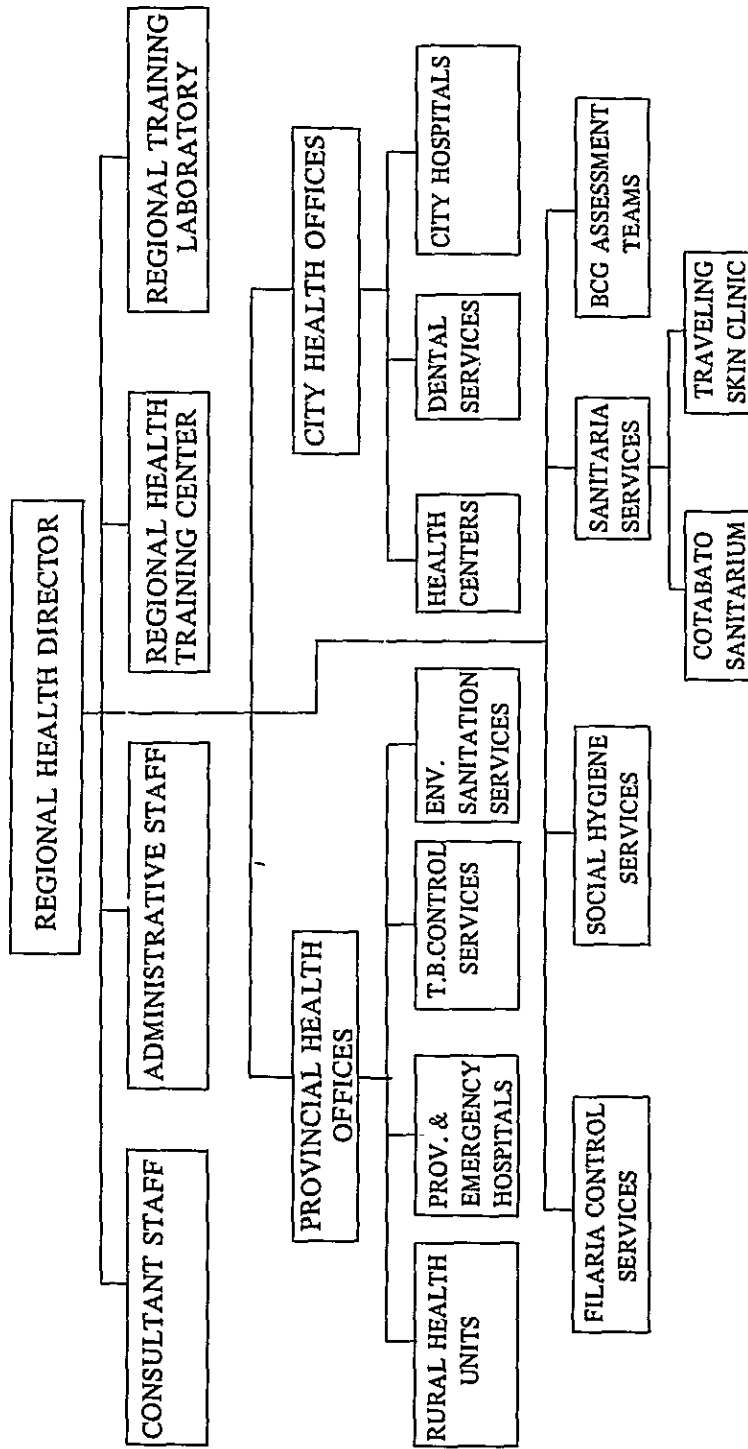 REGIONAL HEALTH DIRECTOR
CONSULTANT STAFF
ADMINISTRATIVE STAFF
REGIONAL HEALTH
TRAINING CENTER
REGIONAL TRAINING
LABORATORY
PROVINCIAL HEALTH
OFFICES
CITY HEALTH OFFICES
RURAL HEALTH
UNITS
PROV. &
EMERGENCY
HOSPITALS
T.B.CONTROL
SERVICES
ENV.
SANITATION
SERVICES
HEALTH
CENTERS
DENTAL
SERVICES
CITY HOSPITALS
FILARIA CONTROL
SERVICES
SOCIAL HYGIENE
SERVICES
SANITARIA
SERVICES
BCG ASSESSMENT
TEAMS
COTABATO
SANITARIUM
TRAVELING
SKIN CLINIC